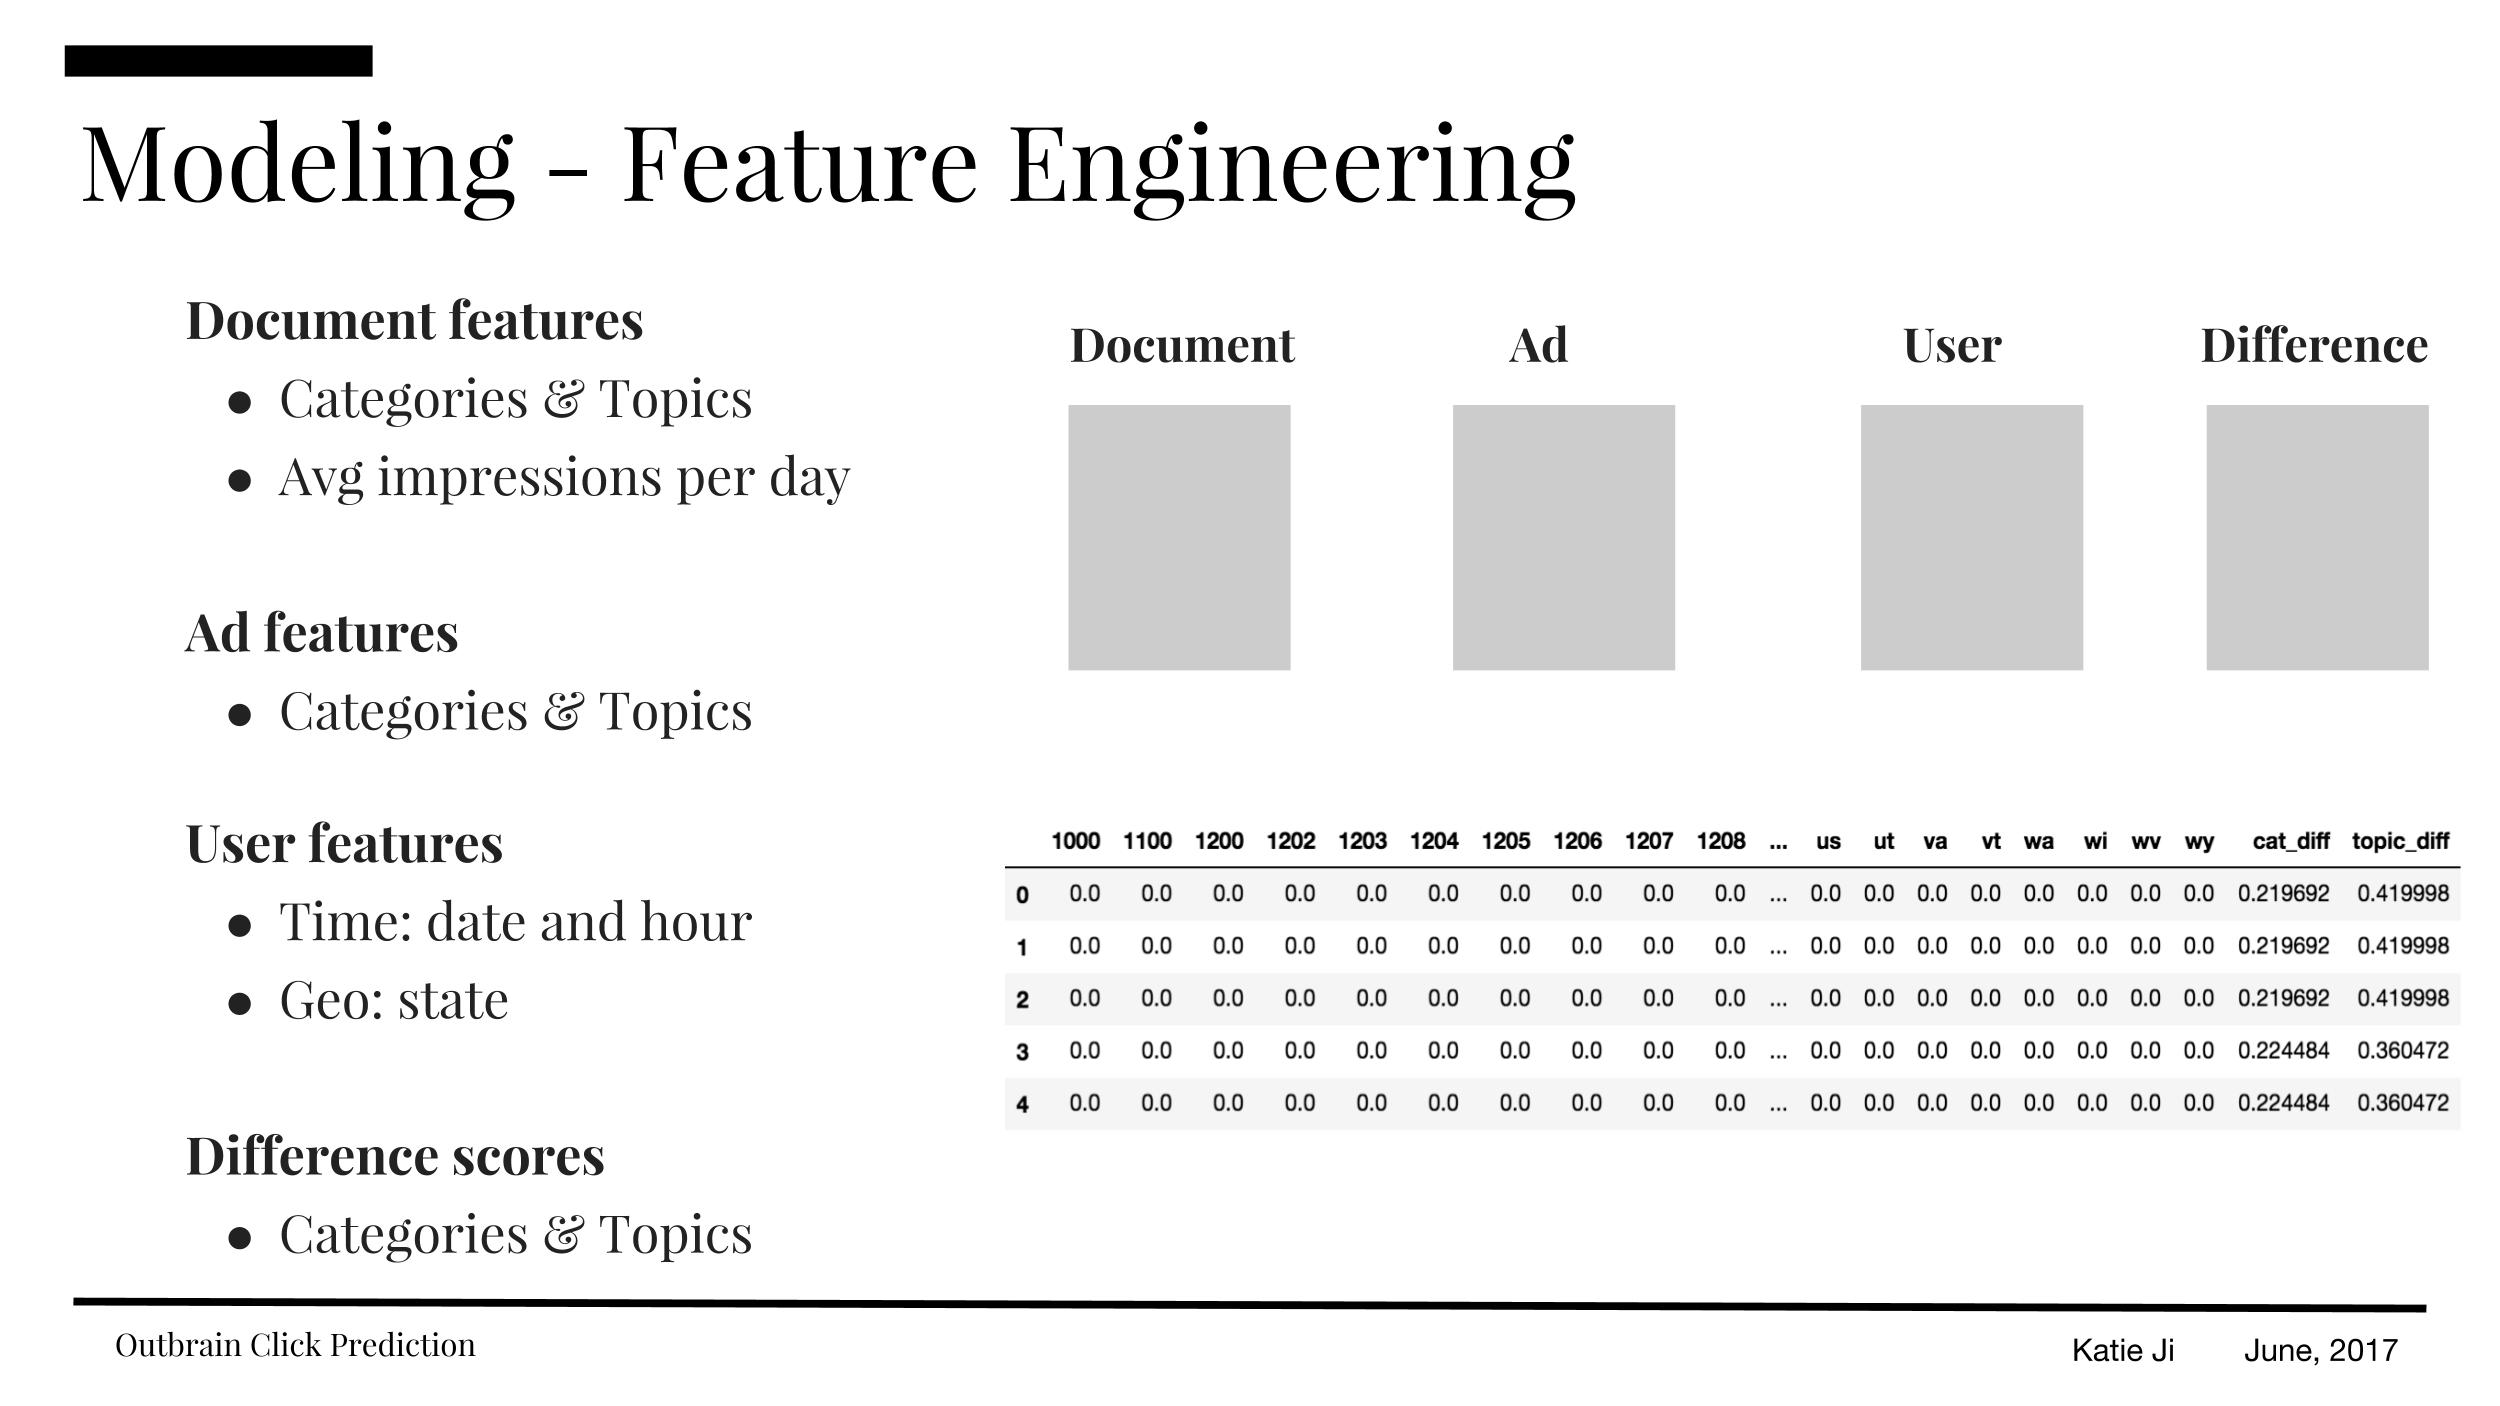 Modeling – Feature Engineering
Document features
● Categories & Topics
● Avg impressions per day
Ad features
● Categories & Topics
User features
● Time: date and hour
● Geo: state
Difference scores
● Categories & Topics
Document Ad User Difference
1000 1100 1200 1202 1203 1204 1205 1206 1207 1208 ... us ut va vt wa wi wv wy cat_diff topic_diff
0 0.0 0.0 0.0 0.0 0.0 0.0 0.0 0.0 0.0 0.0 ... 0.0 0.0 0.0 0.0 0.0 0.0 0.0 0.0 0.219692 0.419998
1 0.0 0.0 0.0 0.0 0.0 0.0 0.0 0.0 0.0 0.0 ... 0.0 0.0 0.0 0.0 0.0 0.0 0.0 0.0 0.219692 0.419998
2 0.0 0.0 0.0 0.0 0.0 0.0 0.0 0.0 0.0 0.0 ... 0.0 0.0 0.0 0.0 0.0 0.0 0.0 0.0 0.219692 0.419998
3 0.0 0.0 0.0 0.0 0.0 0.0 0.0 0.0 0.0 0.0 ... 0.0 0.0 0.0 0.0 0.0 0.0 0.0 0.0 0.224484 0.360472
4 0.0 0.0 0.0 0.0 0.0 0.0 0.0 0.0 0.0 0.0 ... 0.0 0.0 0.0 0.0 0.0 0.0 0.0 0.0 0.224484 0.360472
Outbrain Click Prediction
Katie Ji June, 2017